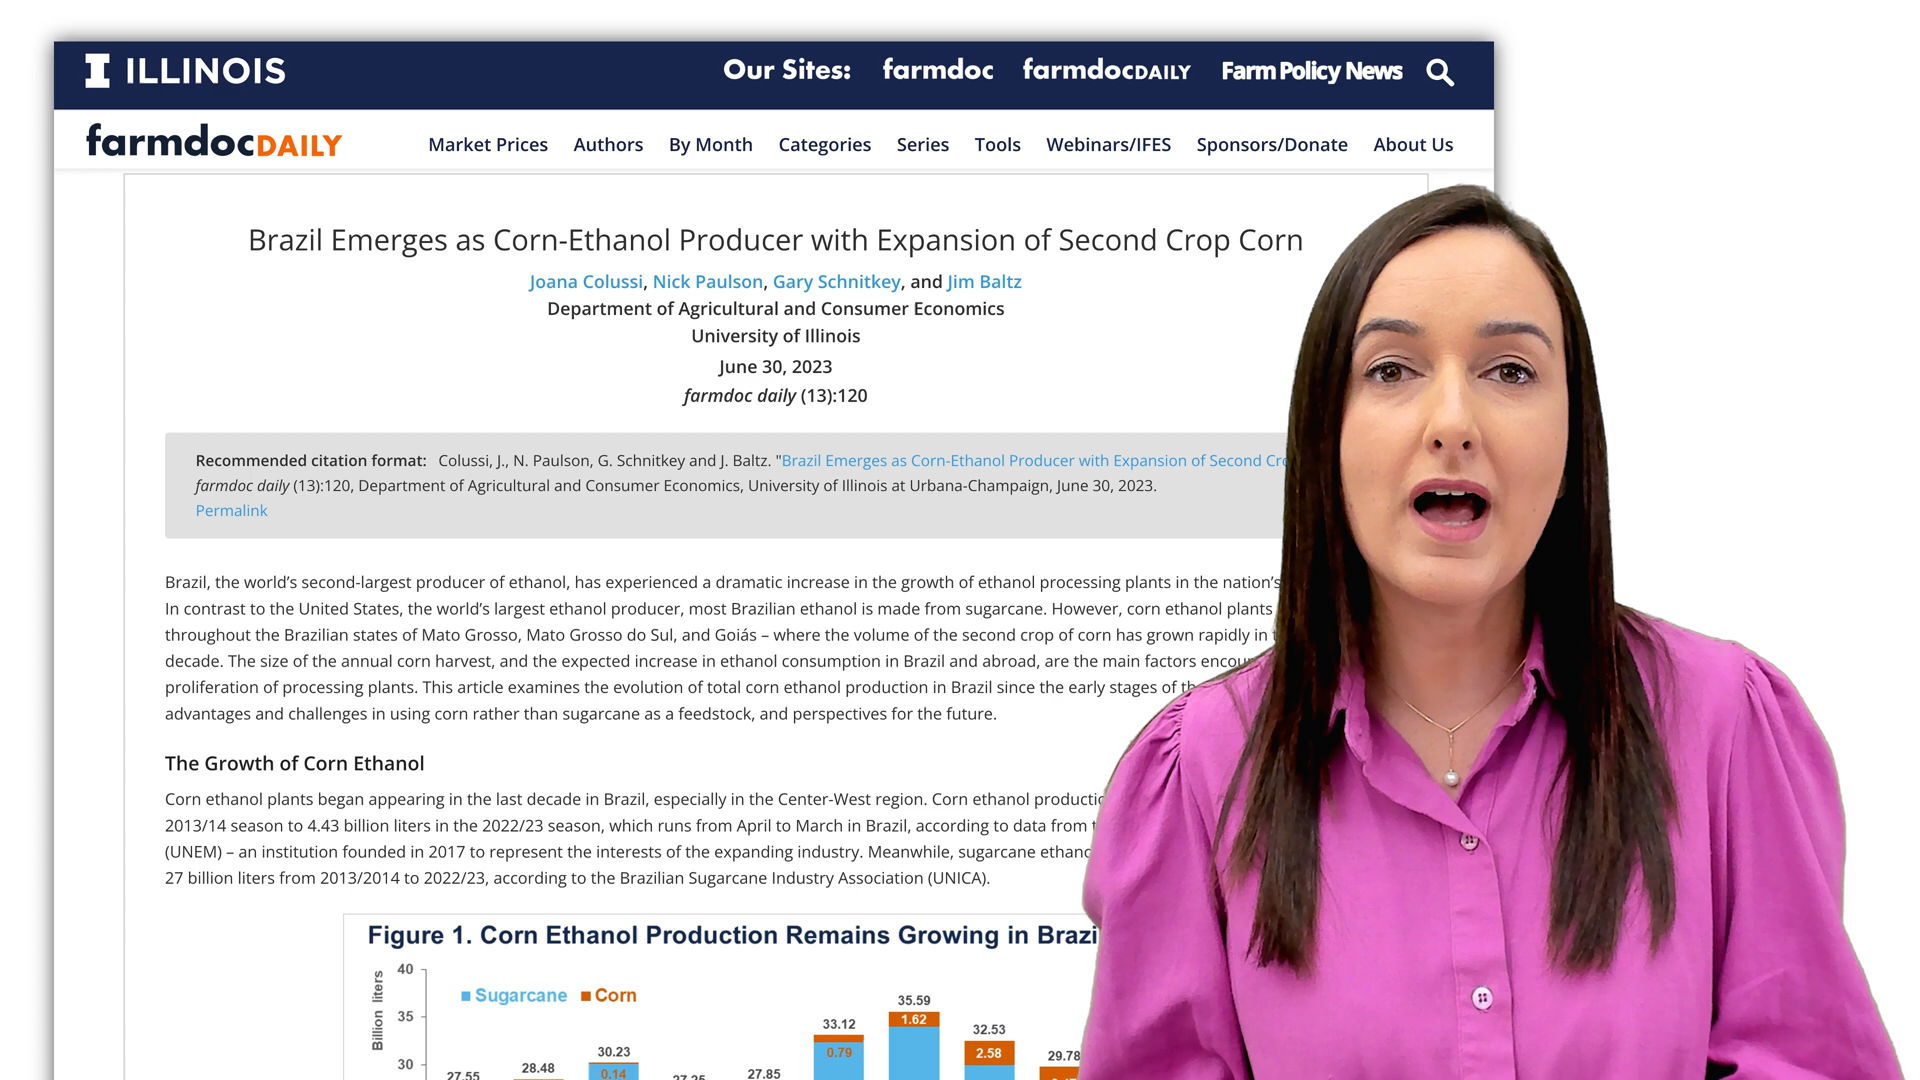 ILLINOIS
Our Sites: farmdoc farmdocDAILY Farm Policy News
farmdocDAILY
Market Prices Authors By Month Categories Series Tools Webinars/IFES Sponsors/Donate About Us
Brazil Emerges as Corn-Ethanol Producer with Expansion of Second Crop Corn
Joana Colussi, Nick Paulson, Gary Schnitkey, and Jim Baltz
Department of Agricultural and Consumer Economics
University of Illinois
June 30, 2023
farmdoc daily (13):120
Recommended citation format: Colussi, J., N. Paulson, G. Schnitkey and J. Baltz. "Brazil Emerges as Corn-Ethanol Producer with Expansion of Second
farmdoc daily (13):120, Department of Agricultural and Consumer Economics, University of Illinois at Urbana-Champaign, June 30, 2023.
Permalink
Brazil, the world's second-largest producer of ethanol, has experienced a dramatic increase in the growth of ethanol processing plants in the nation's
In contrast to the United States, the world's largest ethanol producer, most Brazilian ethanol is made from sugarcane. However, corn ethanol plants
throughout the Brazilian states of Mato Grosso, Mato Grosso do Sul, and Goiás – where the volume of the second crop of corn has grown rapidly in
decade. The size of the annual corn harvest, and the expected increase in ethanol consumption in Brazil and abroad, are the main factors
proliferation of processing plants. This article examines the evolution of total corn ethanol production in Brazil since the early stages of
advantages and challenges in using corn rather than sugarcane as a feedstock, and perspectives for the future.
The Growth of Corn Ethanol
Corn ethanol plants began appearing in the last decade in Brazil, especially in the Center-West region. Corn ethanol
2013/14 season to 4.43 billion liters in the 2022/23 season, which runs from April to March in Brazil, according to data from
(UNEM) – an institution founded in 2017 to represent the interests of the expanding industry. Meanwhile, sugarcane
27 billion liters from 2013/2014 to 2022/23, according to the Brazilian Sugarcane Industry Association (UNICA).
Figure 1. Corn Ethanol Production Remains Growing in
Billion liters
40
Sugarcane Corn
35
30
27.55
28.48
30.23
0.14
27.85
33.12
0.79
35.59
1.62
32.53
2.58
29.78